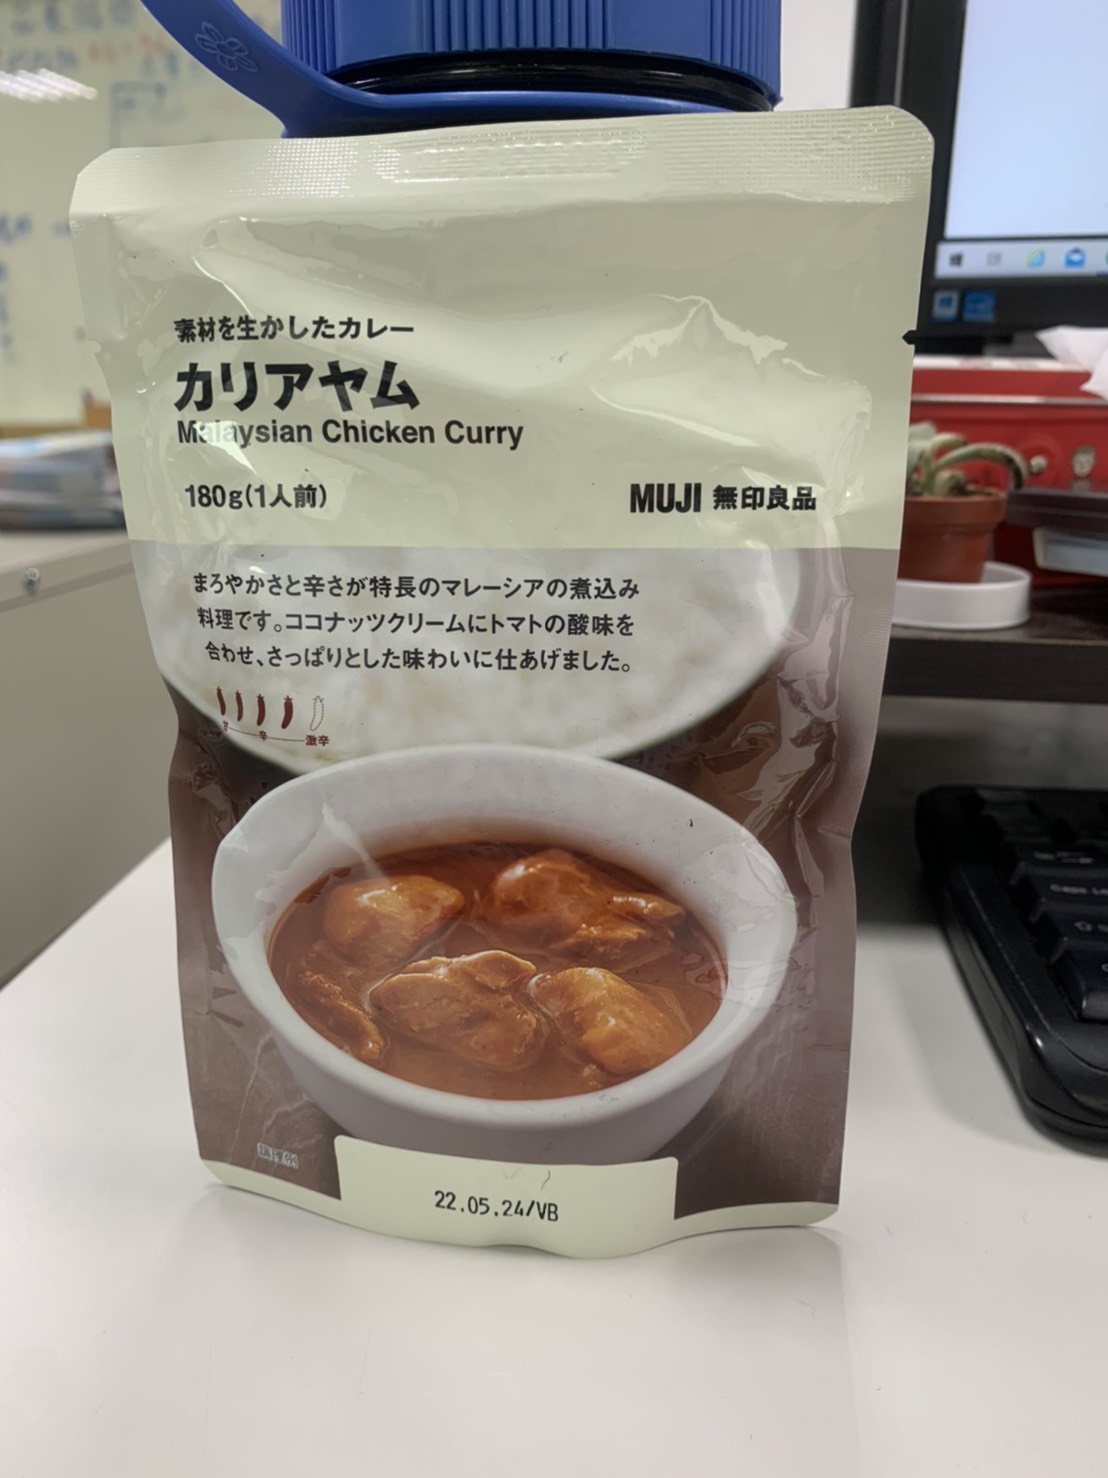 素材を生かしたカレー
カリアヤム
Malaysian Chicken Curry
180g(1人前)
MUJI 無印良品
まろやかさと辛さが特長のマレーシアの煮込み
料理です。ココナッツクリームにトマトの酸味を
合わせ、さっぱりとした味わいに仕あげました。
辛 激辛
調理例
22.05.24/VB